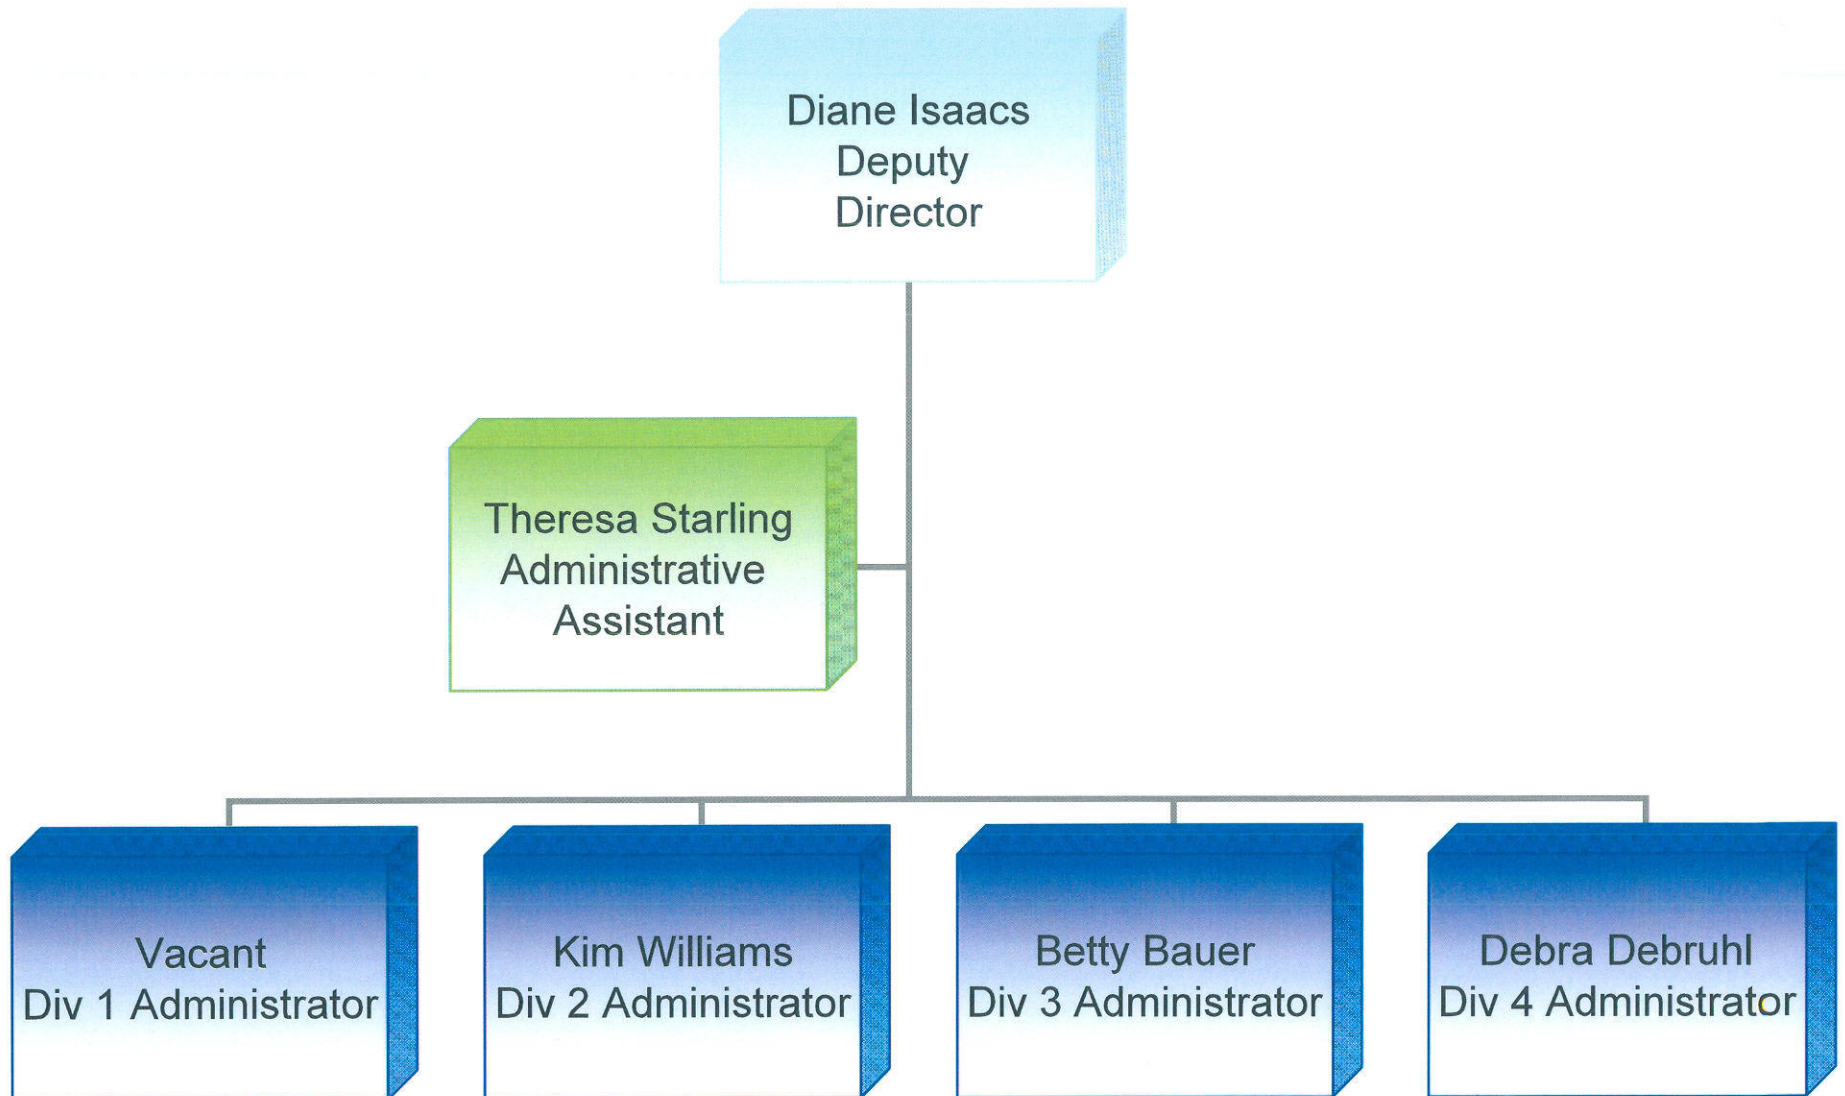 Diane Isaacs
Deputy
Director
Theresa Starling
Administrative
Assistant
Vacant
Div 1 Administrator
Kim Williams
Div 2 Administrator
Betty Bauer
Div 3 Administrator
Debra Debruhl
Div 4 Administrator